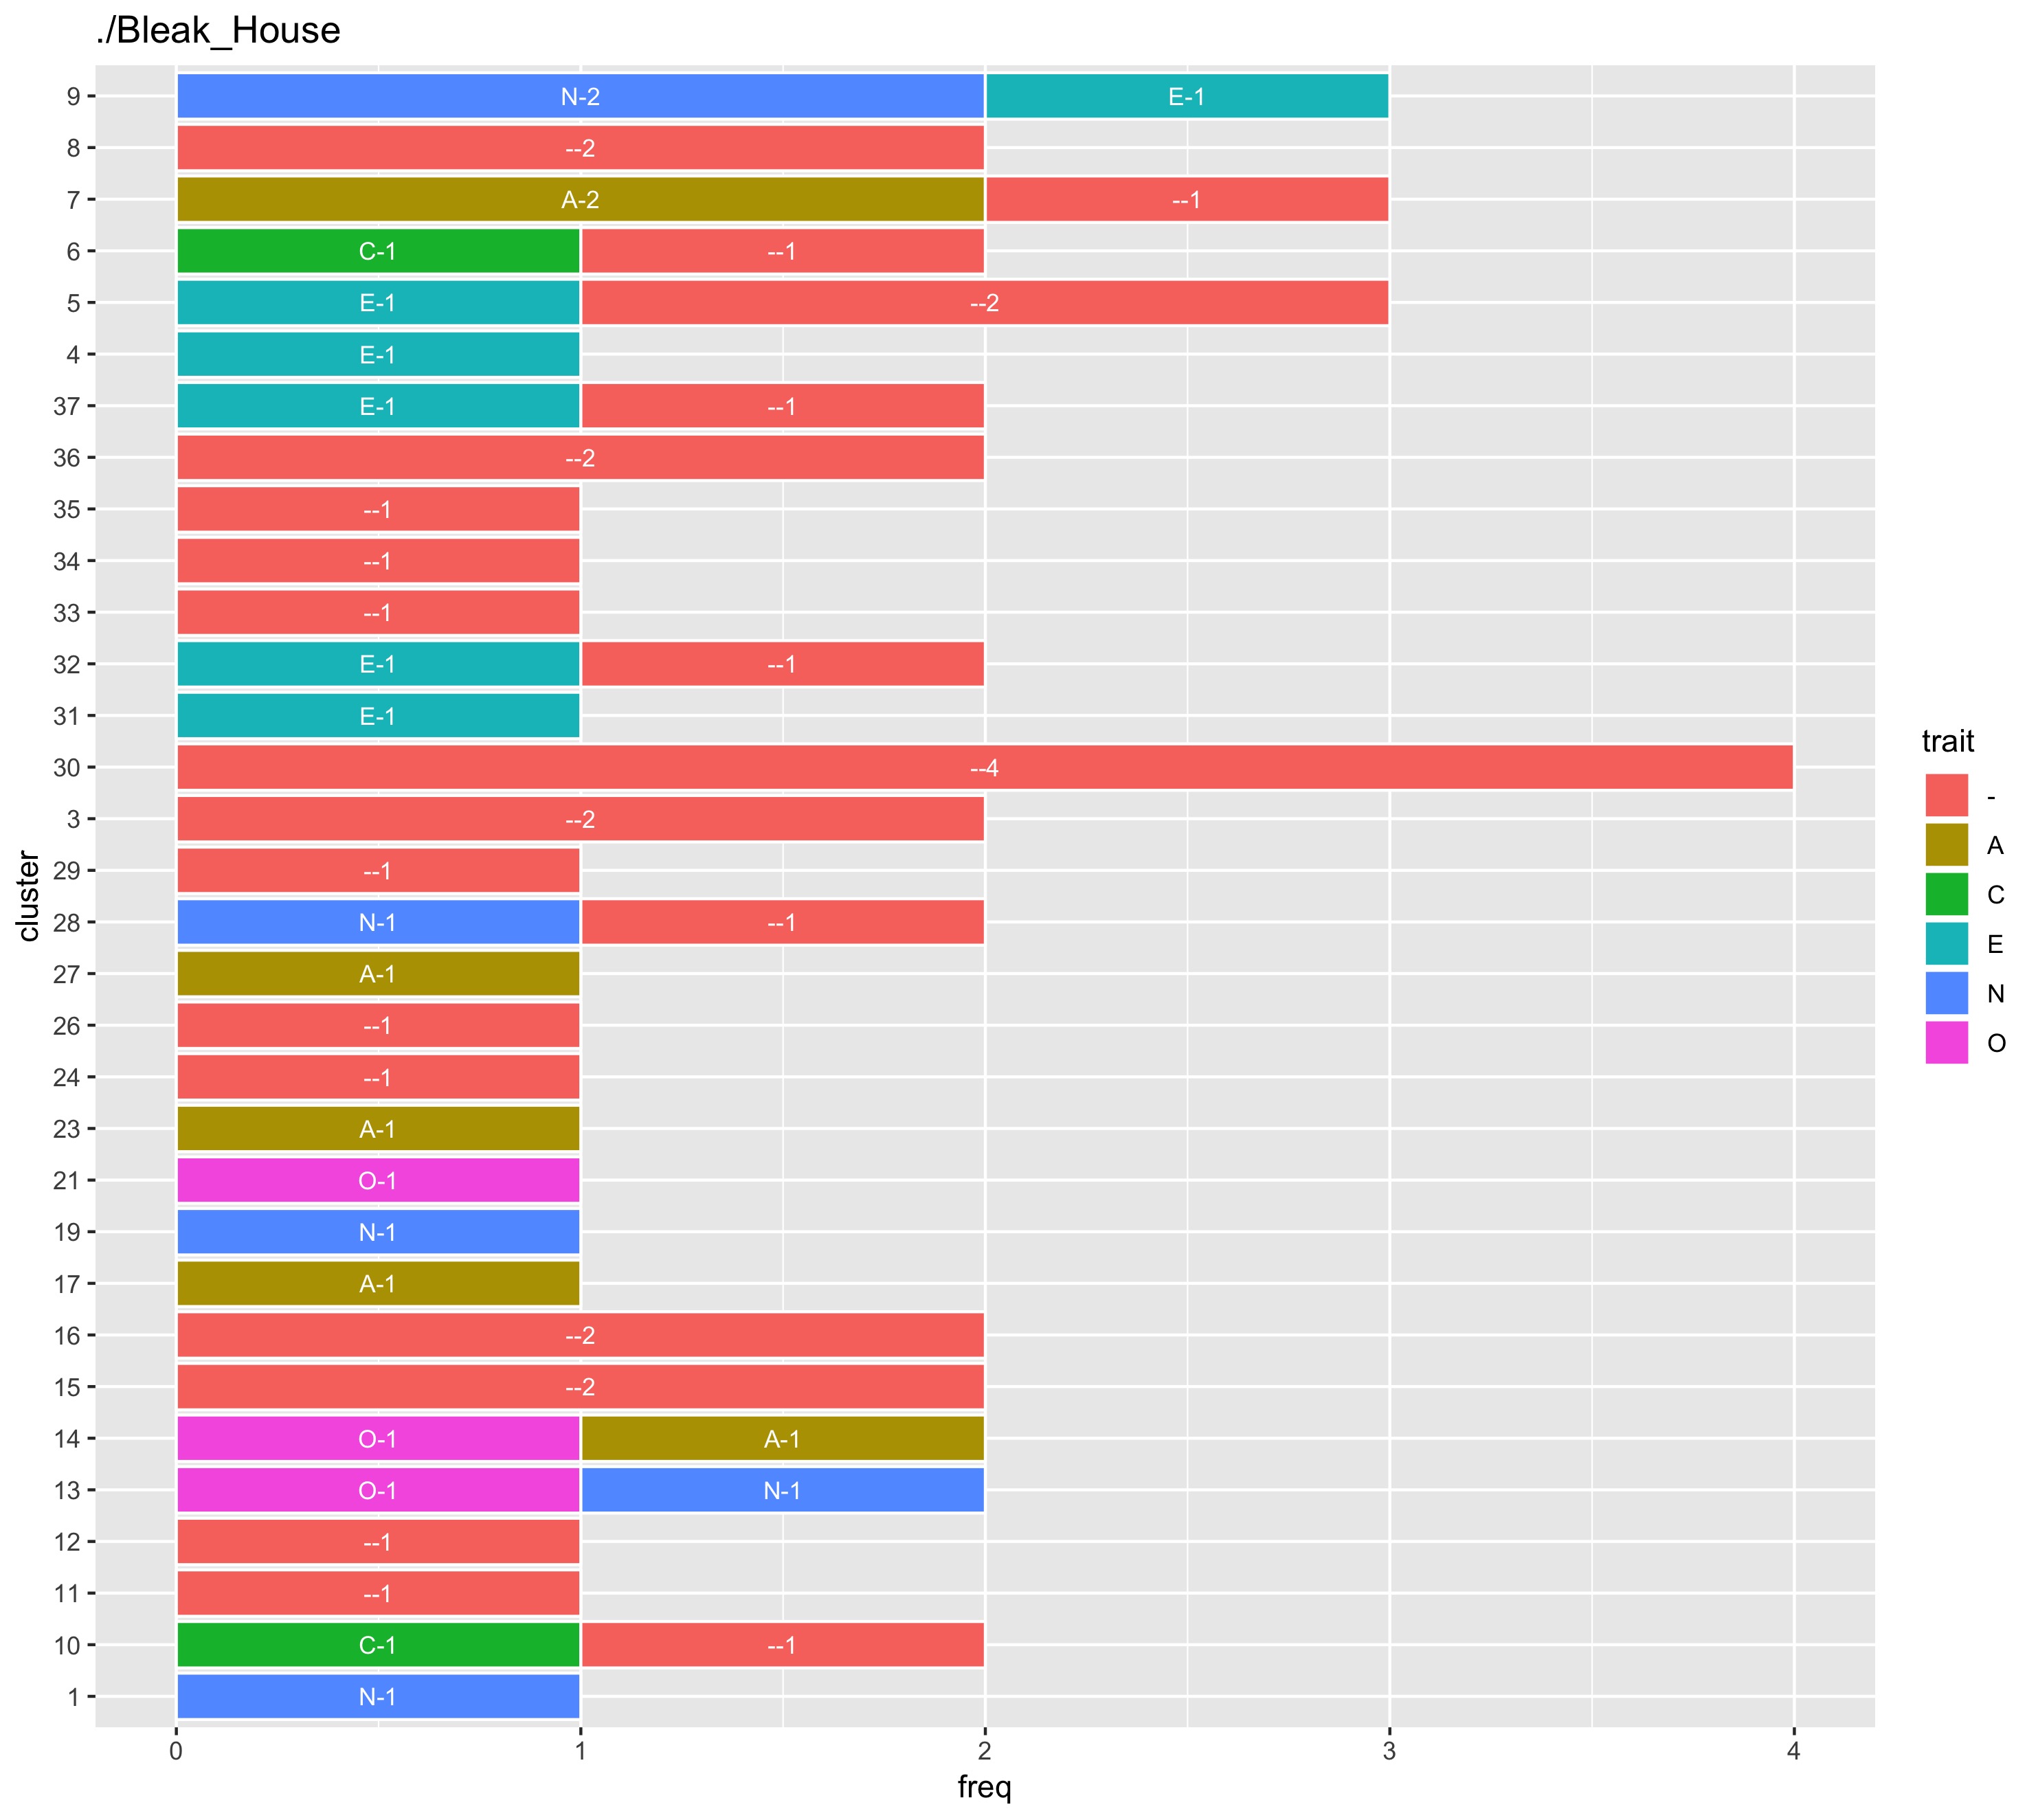 ./Bleak_House
9 N-2 E-1
8 --2
7 A-2 --1
6 C-1 --1
5 E-1 --2
4 E-1
37 E-1 --1
36 --2
35 --1
34 --1
33 --1
32 E-1 --1
31 E-1
30 --4
3 --2
29 --1
28 N-1 --1
27 A-1
26 --1
24 --1
23 A-1
21 O-1
19 N-1
17 A-1
16 --2
15 --2
14 O-1 A-1
13 O-1 N-1
12 --1
11 --1
10 C-1 --1
1 N-1
0 1 2 3 4
freq
cluster
trait
-
A
C
E
N
O